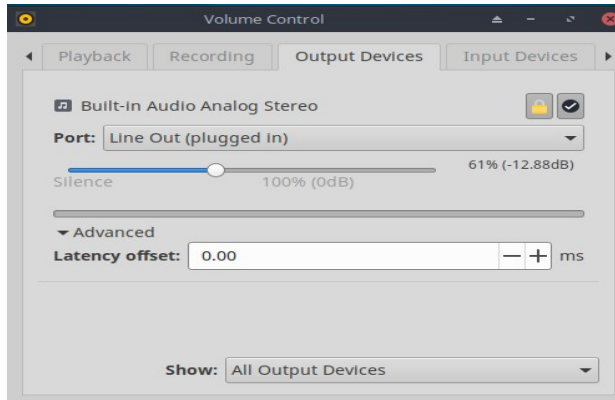 Volume Control
Playback Recording Output Devices Input Devices
Built-in Audio Analog Stereo
Port: Line Out (plugged in)
61% (-12.88dB)
Silence 100% (0dB)
Advanced
Latency offset: 0.00 ms
Show: All Output Devices